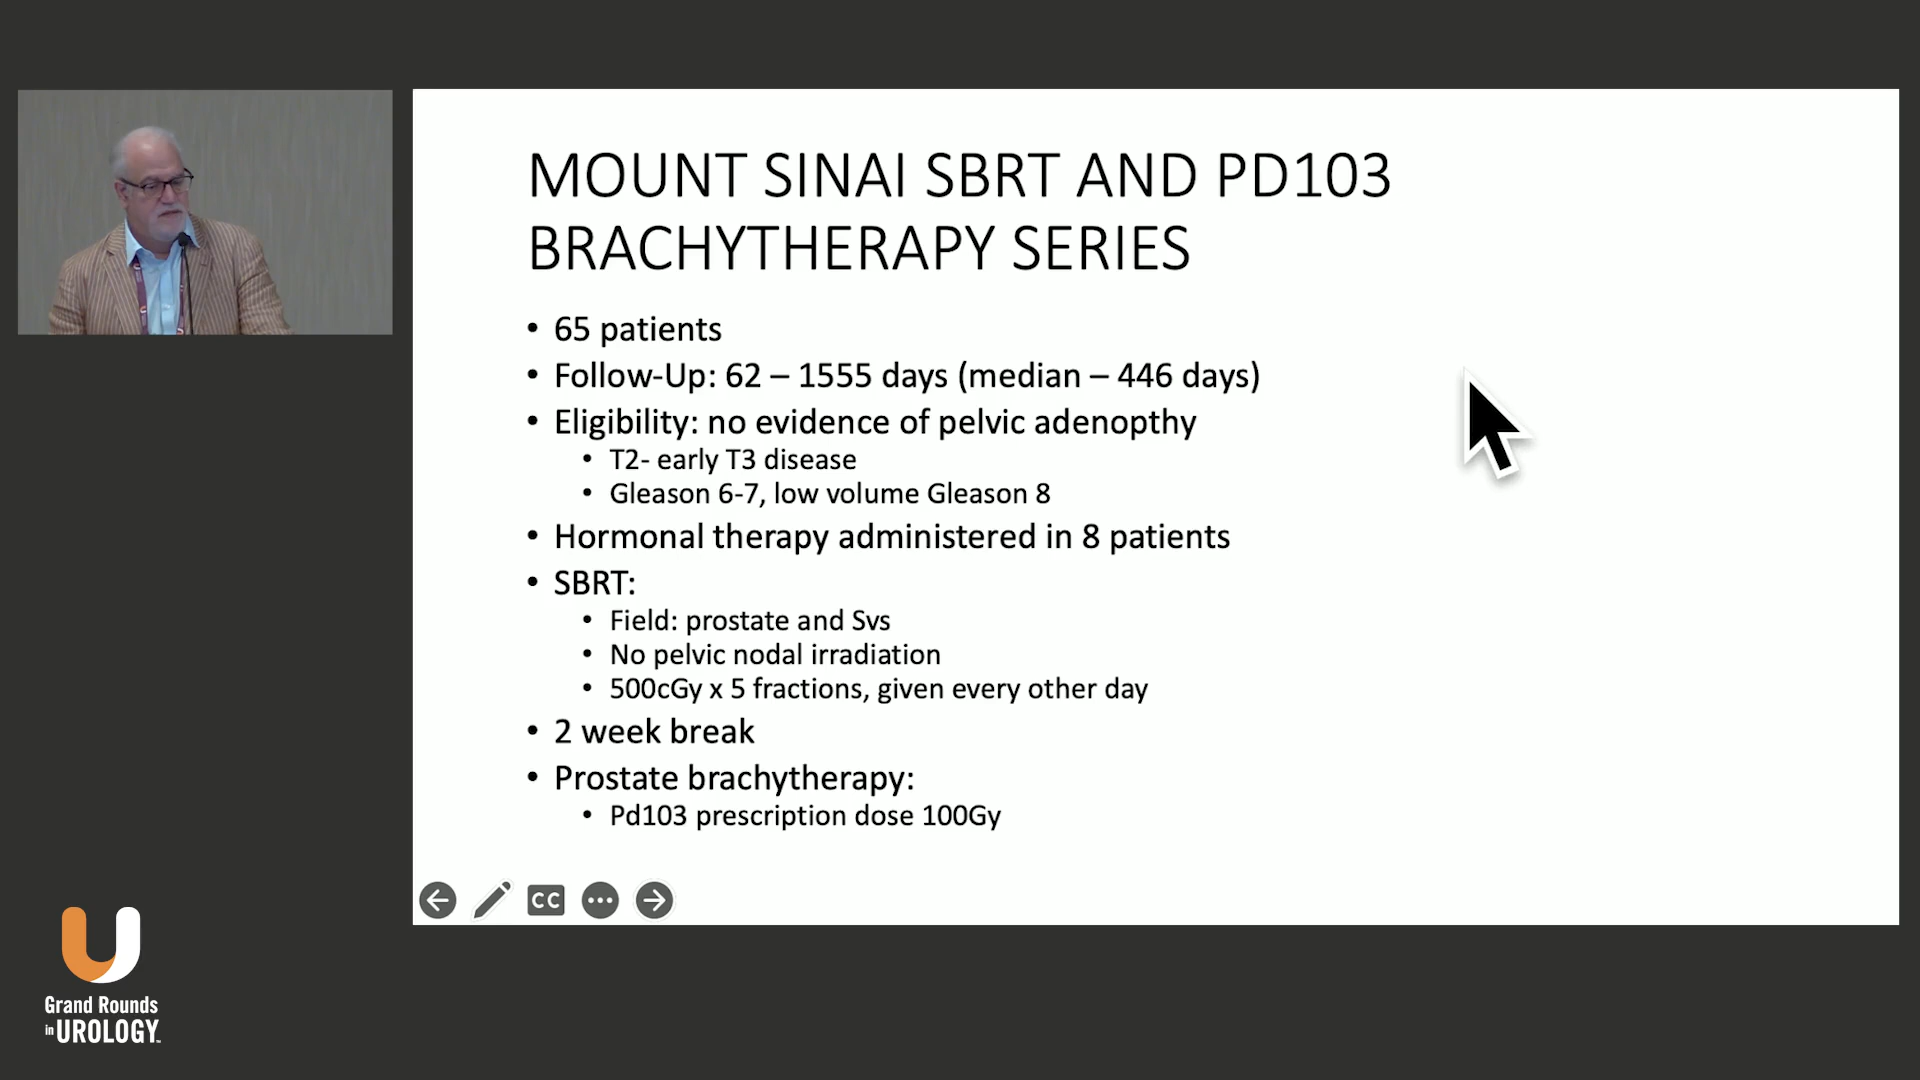 MOUNT SINAI SBRT AND PD103
BRACHYTHERAPY SERIES
• 65 patients
• Follow-Up: 62 – 1555 days (median – 446 days)
• Eligibility: no evidence of pelvic adenopthy
• T2- early T3 disease
• Gleason 6-7, low volume Gleason 8
• Hormonal therapy administered in 8 patients
• SBRT:
• Field: prostate and Svs
• No pelvic nodal irradiation
• 500cGy x 5 fractions, given every other day
• 2 week break
• Prostate brachytherapy:
• Pd103 prescription dose 100Gy
CC
Grand Rounds
in UROLOGY™